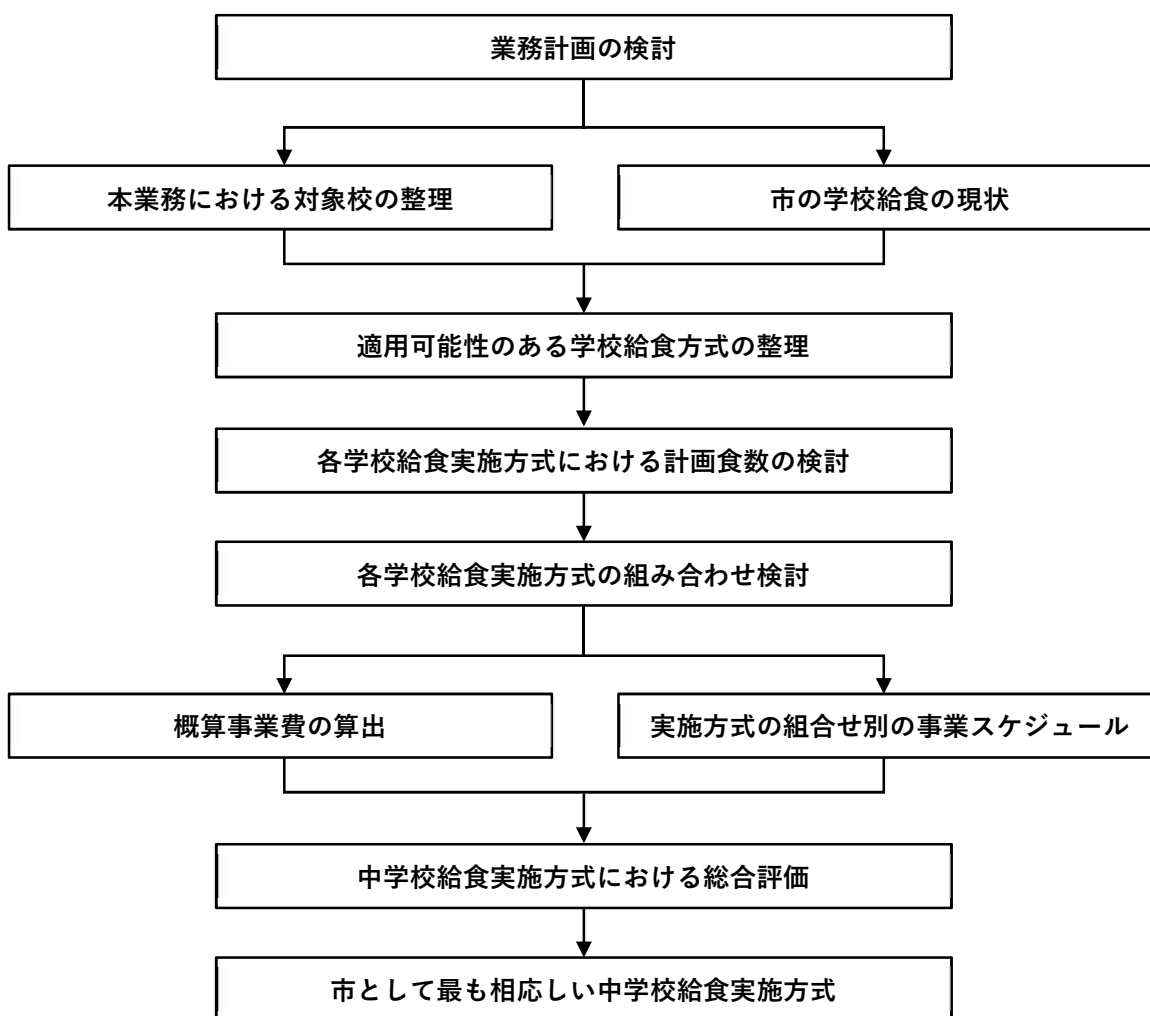 業務計画の検討
本業務における対象校の整理
市の学校給食の現状
適用可能性のある学校給食方式の整理
各学校給食実施方式における計画食数の検討
各学校給食実施方式の組み合わせ検討
概算事業費の算出
実施方式の組合せ別の事業スケジュール
中学校給食実施方式における総合評価
市として最も相応しい中学校給食実施方式